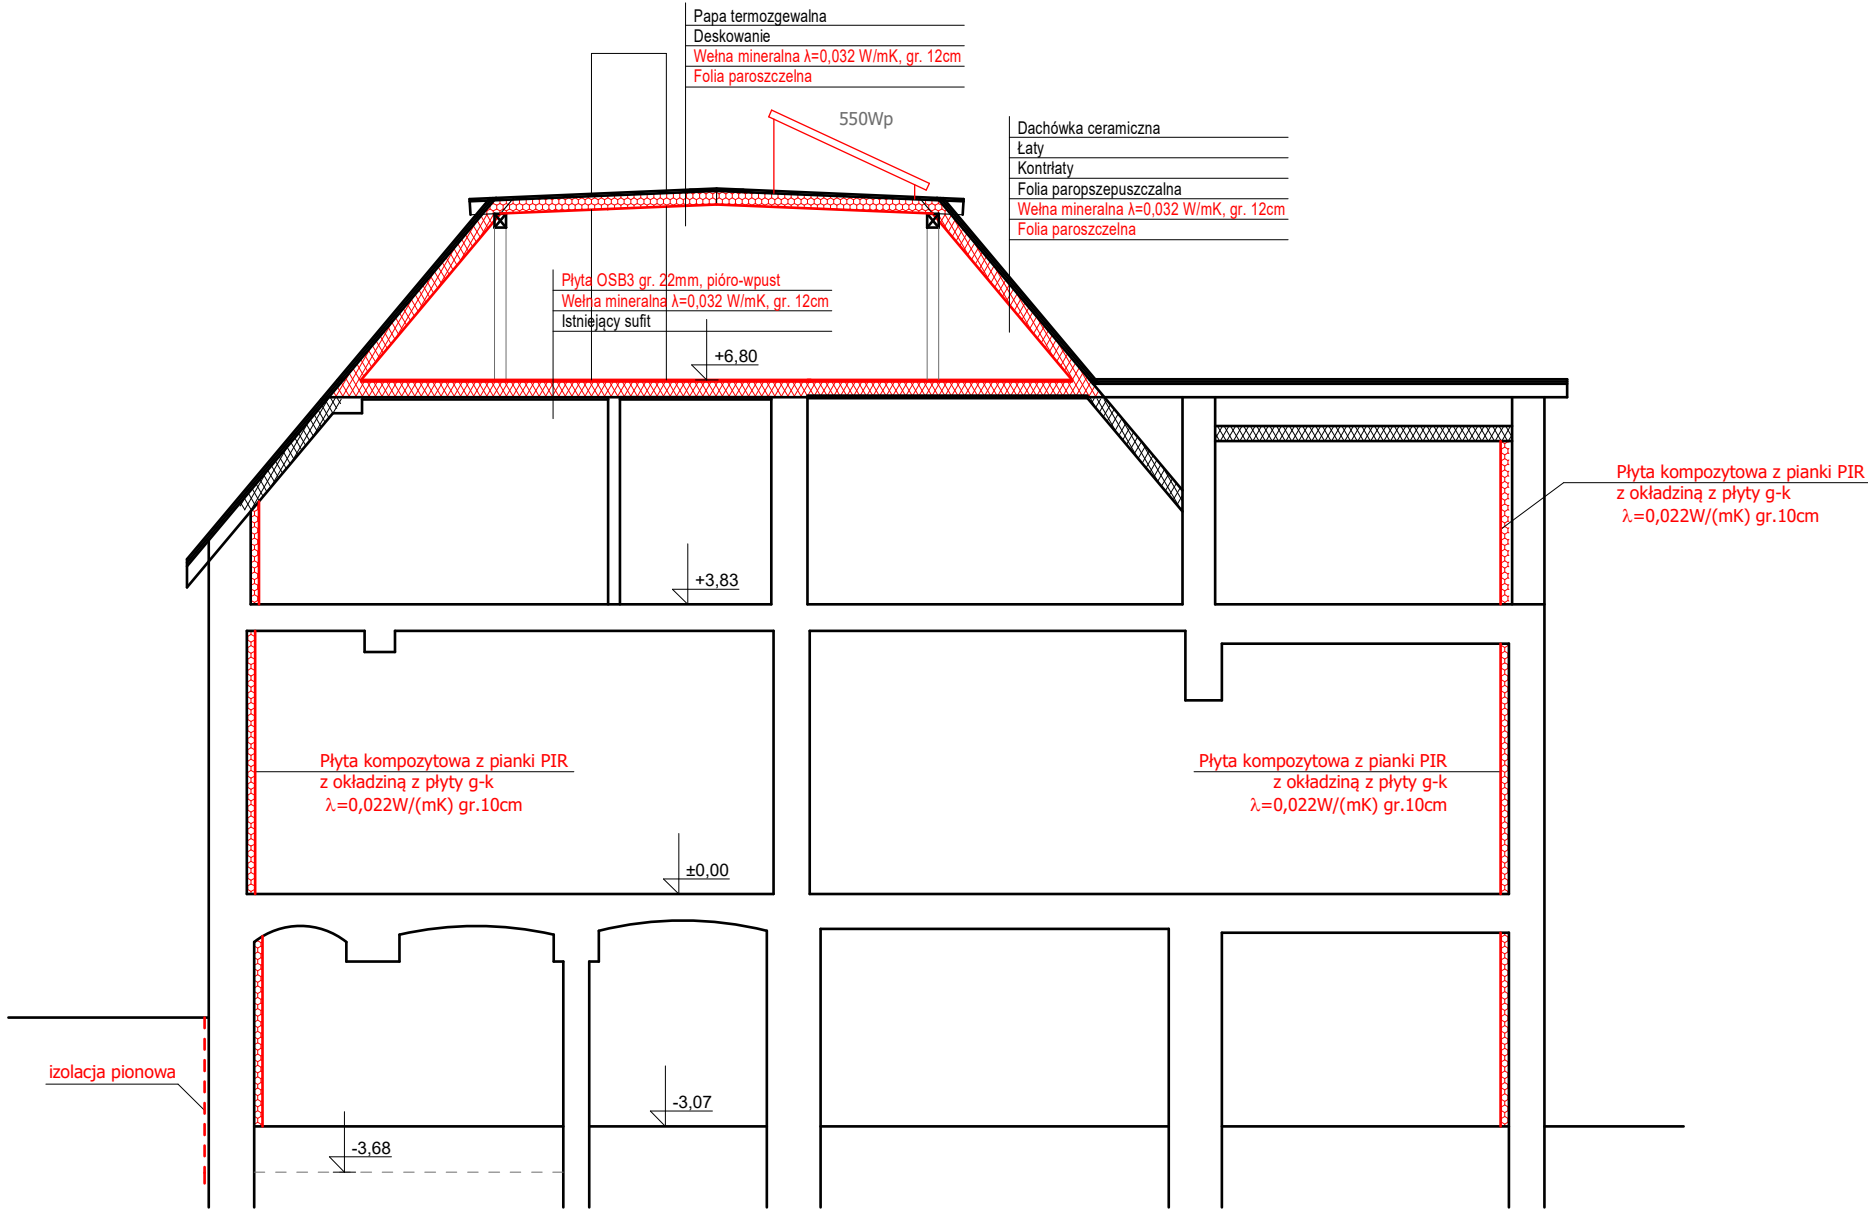 Papa termozgewalna
Deskowanie
Wełna mineralna λ=0,032 W/mK, gr. 12cm
Folia paroszczelna
550Wp
Dachówka ceramiczna
Łaty
Kontrłaty
Folia paropszepuszczalna
Wełna mineralna λ=0,032 W/mK, gr. 12cm
Folia paroszczelna
Płyta OSB3 gr. 22mm, pióro-wpust
Wełna mineralna λ=0,032 W/mK, gr. 12cm
Istniejący sufit
+6,80
Płyta kompozytowa z pianki PIR
z okładziną z płyty g-k
λ=0,022W/(mK) gr.10cm
+3,83
Płyta kompozytowa z pianki PIR
z okładziną z płyty g-k
λ=0,022W/(mK) gr.10cm
Płyta kompozytowa z pianki PIR
z okładziną z płyty g-k
λ=0,022W/(mK) gr.10cm
±0,00
izolacja pionowa
-3,07
-3,68